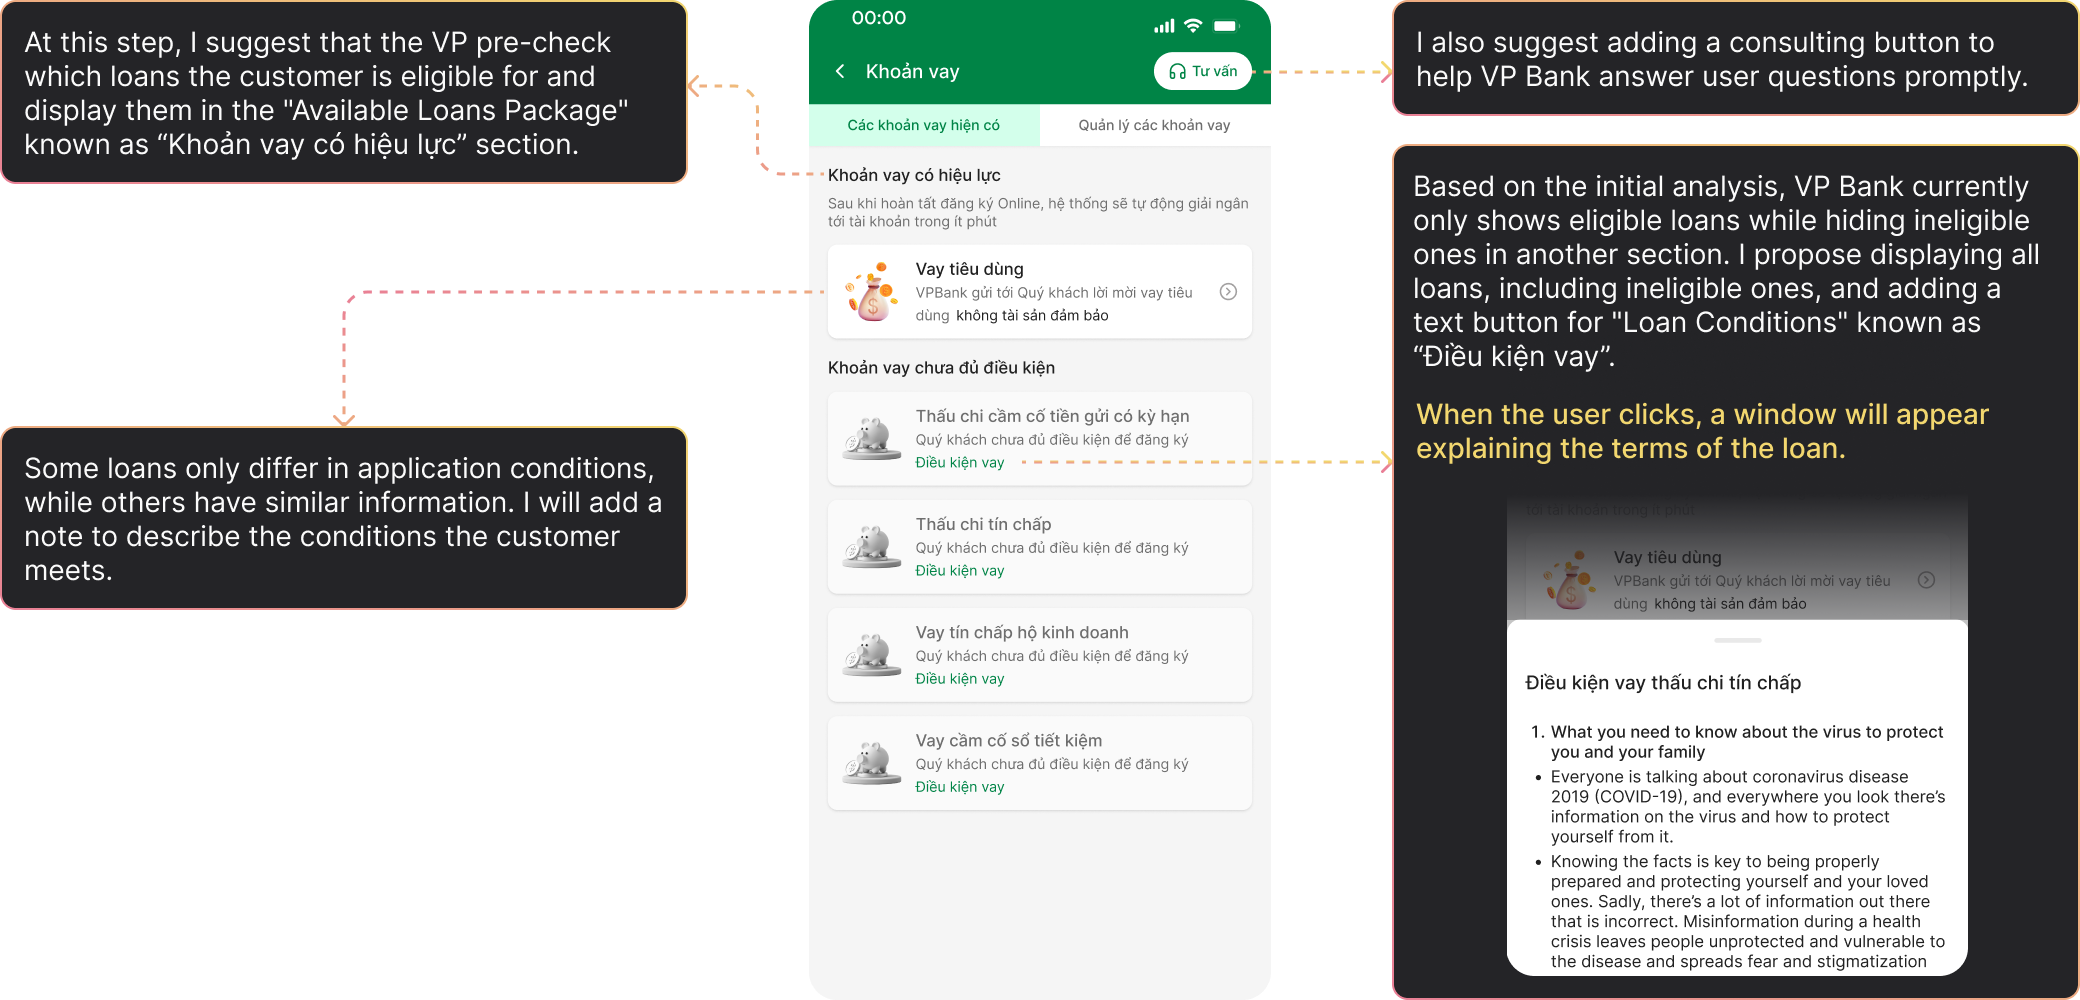 At this step, I suggest that the VP pre-check
which loans the customer is eligible for and
display them in the "Available Loans Package"
known as “Khoản vay có hiệu lực” section.
Some loans only differ in application conditions,
while others have similar information. I will add a
note to describe the conditions the customer
meets.
00:00
Khoản vay
Tư vấn
Các khoản vay hiện có
Quản lý các khoản vay
Khoản vay có hiệu lực
Sau khi hoàn tất đăng ký Online, hệ thống sẽ tự động giải ngân
tới tài khoản trong ít phút
Vay tiêu dùng
VPBank gửi tới Quý khách lời mời vay tiêu
dùng không tài sản đảm bảo
Khoản vay chưa đủ điều kiện
Thấu chi cầm cố tiền gửi có kỳ hạn
Quý khách chưa đủ điều kiện để đăng ký
Điều kiện vay
Thấu chi tín chấp
Quý khách chưa đủ điều kiện để đăng ký
Điều kiện vay
Vay tín chấp hộ kinh doanh
Quý khách chưa đủ điều kiện để đăng ký
Điều kiện vay
Vay cầm cố sổ tiết kiệm
Quý khách chưa đủ điều kiện để đăng ký
Điều kiện vay
I also suggest adding a consulting button to
help VP Bank answer user questions promptly.
Based on the initial analysis, VP Bank currently
only shows eligible loans while hiding ineligible
ones in another section. I propose displaying all
loans, including ineligible ones, and adding a
text button for "Loan Conditions" known as
“Điều kiện vay”.
When the user clicks, a window will appear
explaining the terms of the loan.
tới tài khoản trong ít phút
Vay tiêu dùng
VPBank gửi tới Quý khách lời mời vay tiêu
dùng không tài sản đảm bảo
Điều kiện vay thấu chi tín chấp
1. What you need to know about the virus to protect
you and your family
• Everyone is talking about coronavirus disease
2019 (COVID-19), and everywhere you look there’s
information on the virus and how to protect
yourself from it.
• Knowing the facts is key to being properly
prepared and protecting yourself and your loved
ones. Sadly, there’s a lot of information out there
that is incorrect. Misinformation during a health
crisis leaves people unprotected and vulnerable to
the disease and spreads fear and stigmatization